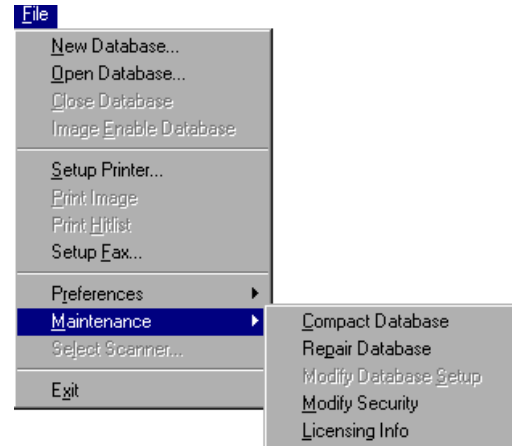 File
New Database...
Open Database...
Close Database
Image Enable Database
Setup Printer...
Print Image
Print Hitlist
Setup Fax...
Preferences
Maintenance
Select Scanner...
Exit
Compact Database
Repair Database
Modify Database Setup
Modify Security
Licensing Info